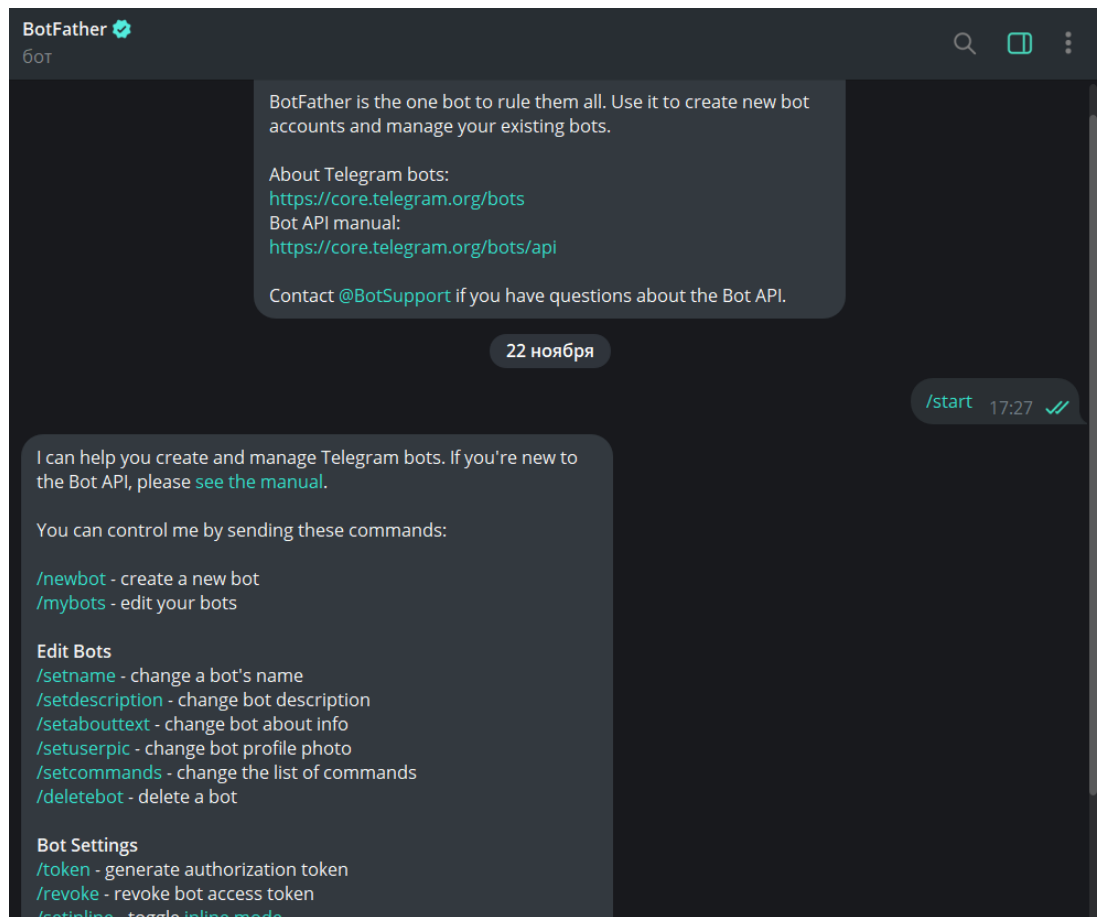 BotFather
бот
BotFather is the one bot to rule them all. Use it to create new bot
accounts and manage your existing bots.
About Telegram bots:
https://core.telegram.org/bots
Bot API manual:
https://core.telegram.org/bots/api
Contact @BotSupport if you have questions about the Bot API.
22 ноября
/start 17:27
I can help you create and manage Telegram bots. If you're new to
the Bot API, please see the manual.
You can control me by sending these commands:
/newbot - create a new bot
/mybots - edit your bots
Edit Bots
/setname - change a bot's name
/setdescription - change bot description
/setabouttext - change bot about info
/setuserpic - change bot profile photo
/setcommands - change the list of commands
/deletebot - delete a bot
Bot Settings
/token - generate authorization token
/revoke - revoke bot access token
/setinline - toggle inline mode